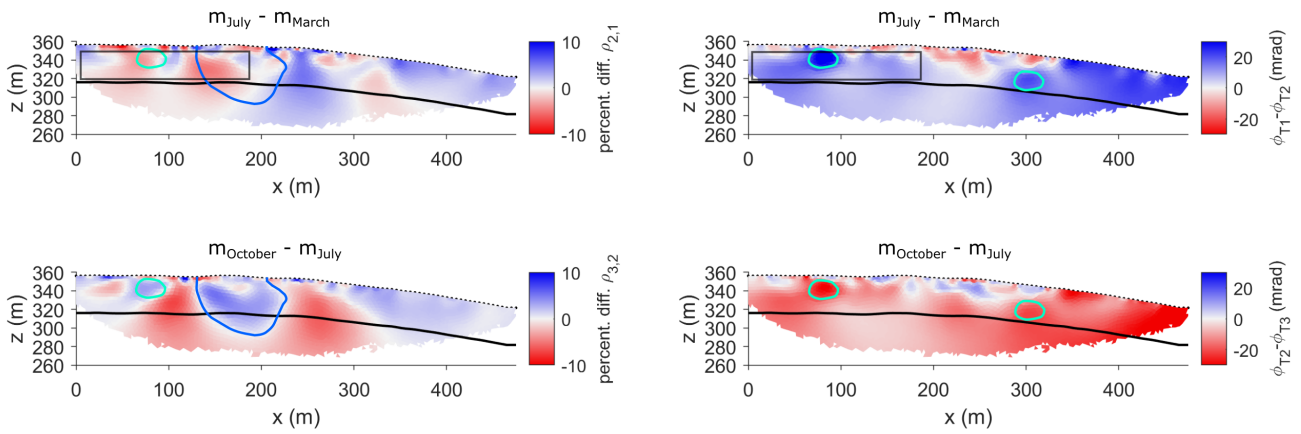 m_July - m_March
360
340
320
300
280
260
z (m)
0 100 200 300 400
x (m)
10
0
-10
percent. diff. ρ_2,1
m_July - m_March
360
340
320
300
280
260
z (m)
0 100 200 300 400
x (m)
20
0
-20
ϕ_T1-ϕ_T2 (mrad)
m_October - m_July
360
340
320
300
280
260
z (m)
0 100 200 300 400
x (m)
10
0
-10
percent. diff. ρ_3,2
m_October - m_July
360
340
320
300
280
260
z (m)
0 100 200 300 400
x (m)
20
0
-20
ϕ_T2-ϕ_T3 (mrad)